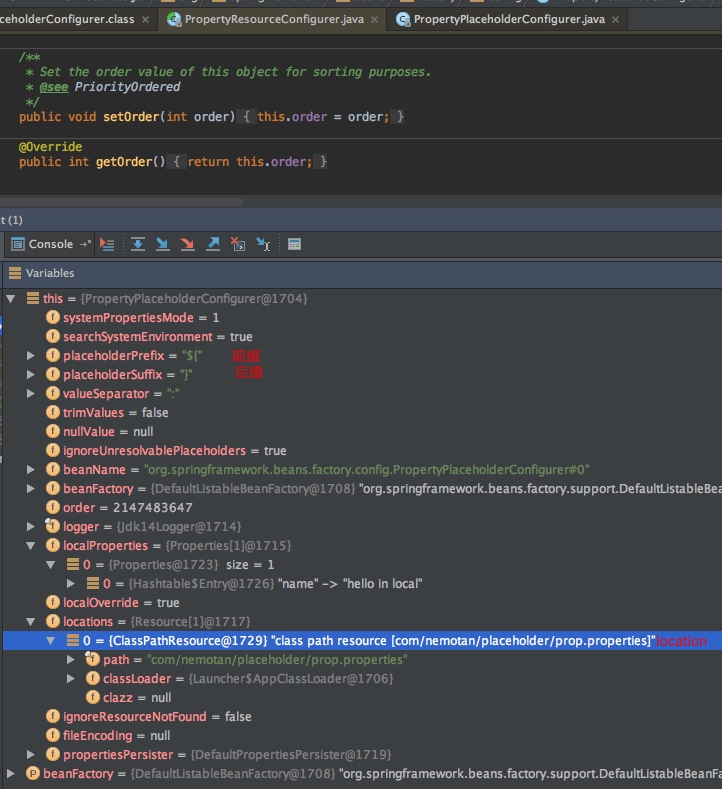 ceholderConfigurer.class × PropertyResourceConfigurer.java × PropertyPlaceholderConfigurer.java ×
/**
* Set the order value of this object for sorting purposes.
* @see PriorityOrdered
*/
public void setOrder(int order) { this.order = order; }
@Override
public int getOrder() { return this.order; }
t (1)
Console
Variables
this = {PropertyPlaceholderConfigurer@1704}
systemPropertiesMode = 1
searchSystemEnvironment = true
placeholderPrefix = "${" 前缀
placeholderSuffix = "}" 后缀
valueSeparator = ":"
trimValues = false
nullValue = null
ignoreUnresolvablePlaceholders = true
beanName = "org.springframework.beans.factory.config.PropertyPlaceholderConfigurer#0"
beanFactory = {DefaultListableBeanFactory@1708} "org.springframework.beans.factory.support.DefaultListableBea
order = 2147483647
logger = {Jdk14Logger@1714}
localProperties = {Properties[1]@1715}
0 = {Properties@1723} size = 1
0 = {Hashtable$Entry@1726} "name" -> "hello in local"
localOverride = true
locations = {Resource[1]@1717}
0 = {ClassPathResource@1729} "class path resource [com/nemotan/placeholder/prop.properties]" location
path = "com/nemotan/placeholder/prop.properties"
classLoader = {Launcher$AppClassLoader@1706}
clazz = null
ignoreResourceNotFound = false
fileEncoding = null
propertiesPersister = {DefaultPropertiesPersister@1719}
beanFactory = {DefaultListableBeanFactory@1708} "org.springframework.beans.factory.support.DefaultListableBeanFa